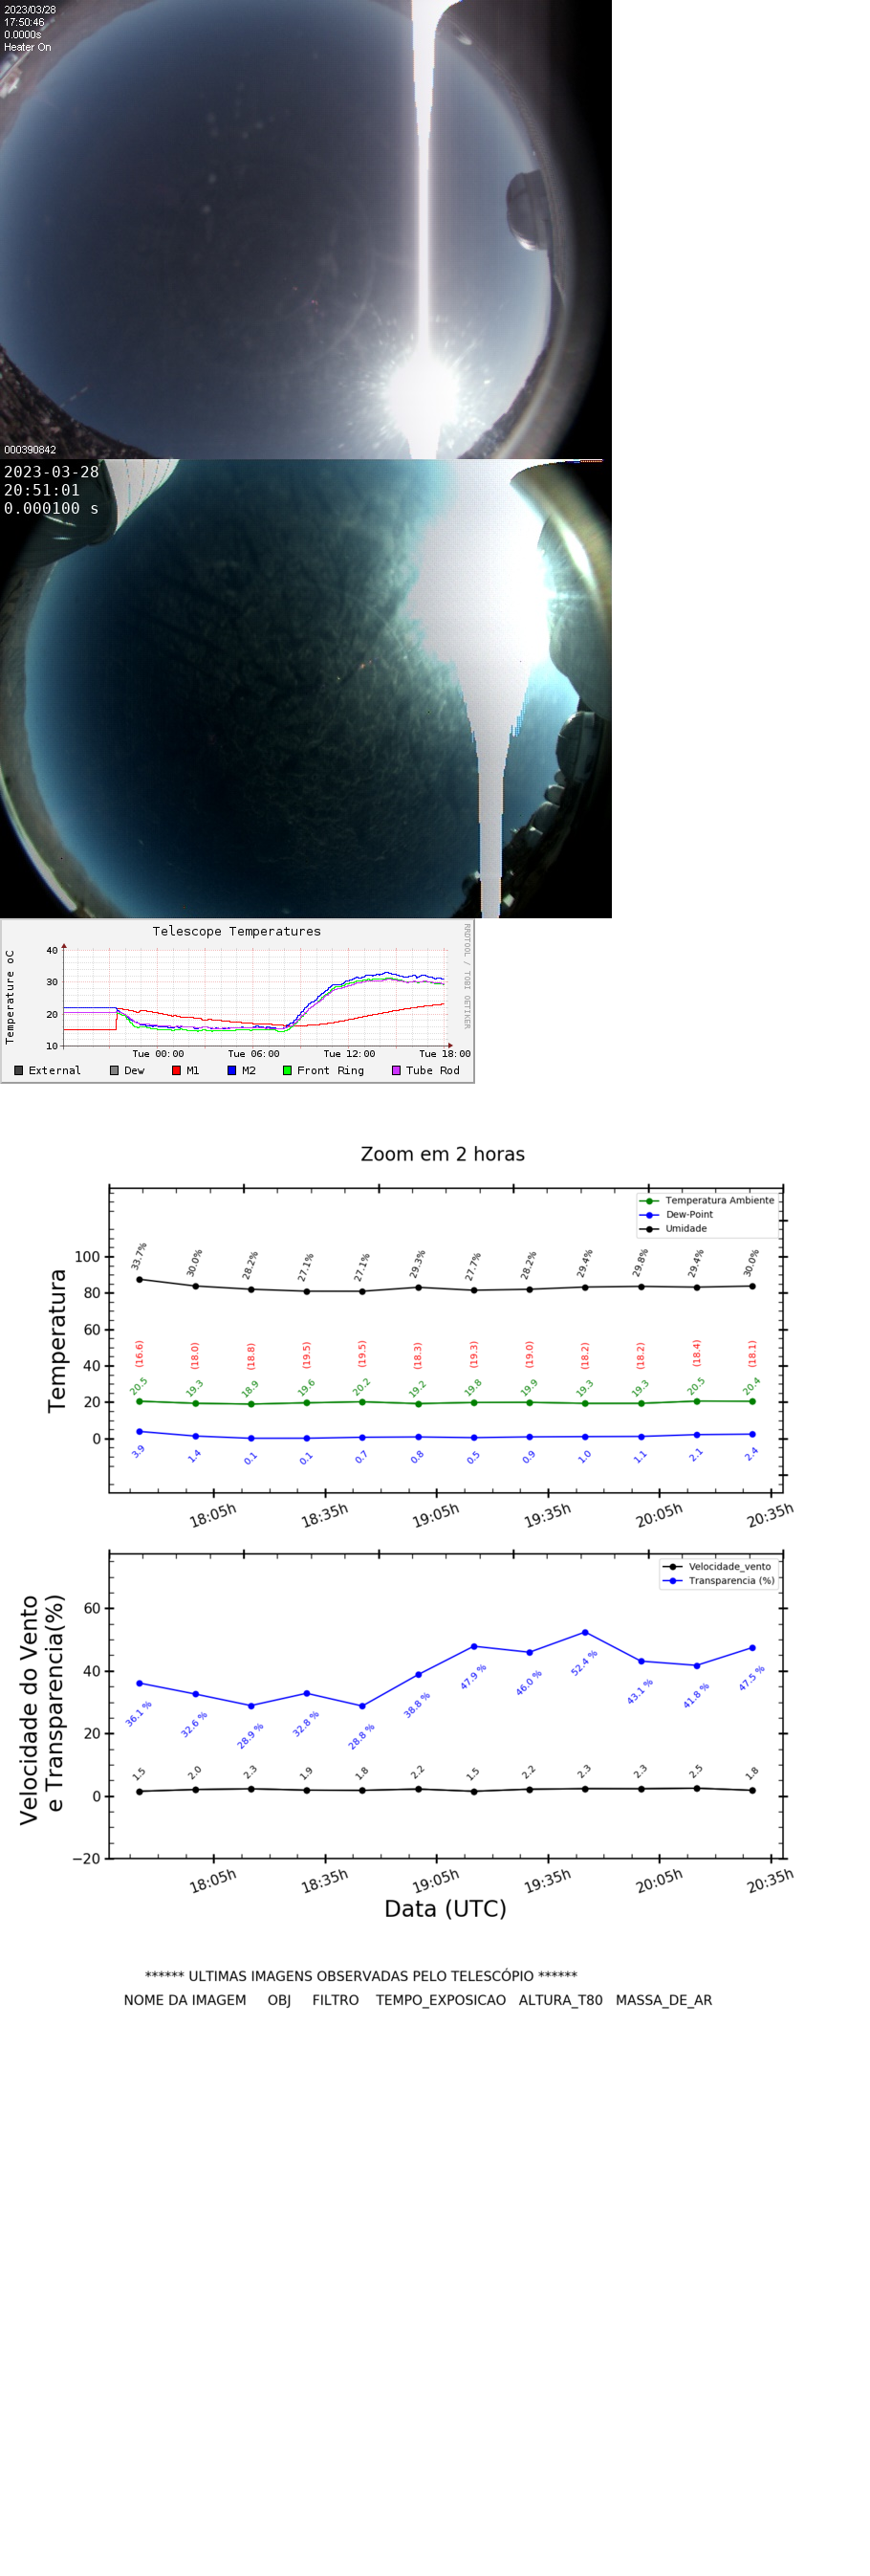 2023/03/28
17:50:46
0.0000s
Heater On
000390842
2023-03-28
20:51:01
0.000100 s
Telescope Temperatures
RRDTOOL / TOBI OETIKER
Temperature oC
40
30
20
10
Tue 00:00 Tue 06:00 Tue 12:00 Tue 18:00
External Dew M1 M2 Front Ring Tube Rod
Zoom em 2 horas
Temperatura Ambiente
Dew-Point
Umidade
Temperatura
100
80
60
40
20
0
33.7% 30.0% 28.2% 27.1% 27.1% 29.3% 27.7% 28.2% 29.4% 29.8% 29.4% 30.0%
(16.6) (18.0) (18.8) (19.5) (19.5) (18.3) (19.3) (19.0) (18.2) (18.2) (18.4) (18.1)
20.5 19.3 18.9 19.6 20.2 19.2 19.8 19.9 19.3 19.3 20.5 20.4
3.9 1.4 0.1 0.1 0.7 0.8 0.5 0.9 1.0 1.1 2.1 2.4
18:05h 18:35h 19:05h 19:35h 20:05h 20:35h
Velocidade_vento
Transparencia (%)
Velocidade do Vento
e Transparencia(%)
60
40
20
0
−20
36.1 % 32.6 % 28.9 % 32.8 % 28.8 % 38.8 % 47.9 % 46.0 % 52.4 % 43.1 % 41.8 % 47.5 %
1.5 2.0 2.3 1.9 1.8 2.2 1.5 2.2 2.3 2.3 2.5 1.8
18:05h 18:35h 19:05h 19:35h 20:05h 20:35h
Data (UTC)
****** ULTIMAS IMAGENS OBSERVADAS PELO TELESCÓPIO ******
NOME DA IMAGEM OBJ FILTRO TEMPO_EXPOSICAO ALTURA_T80 MASSA_DE_AR